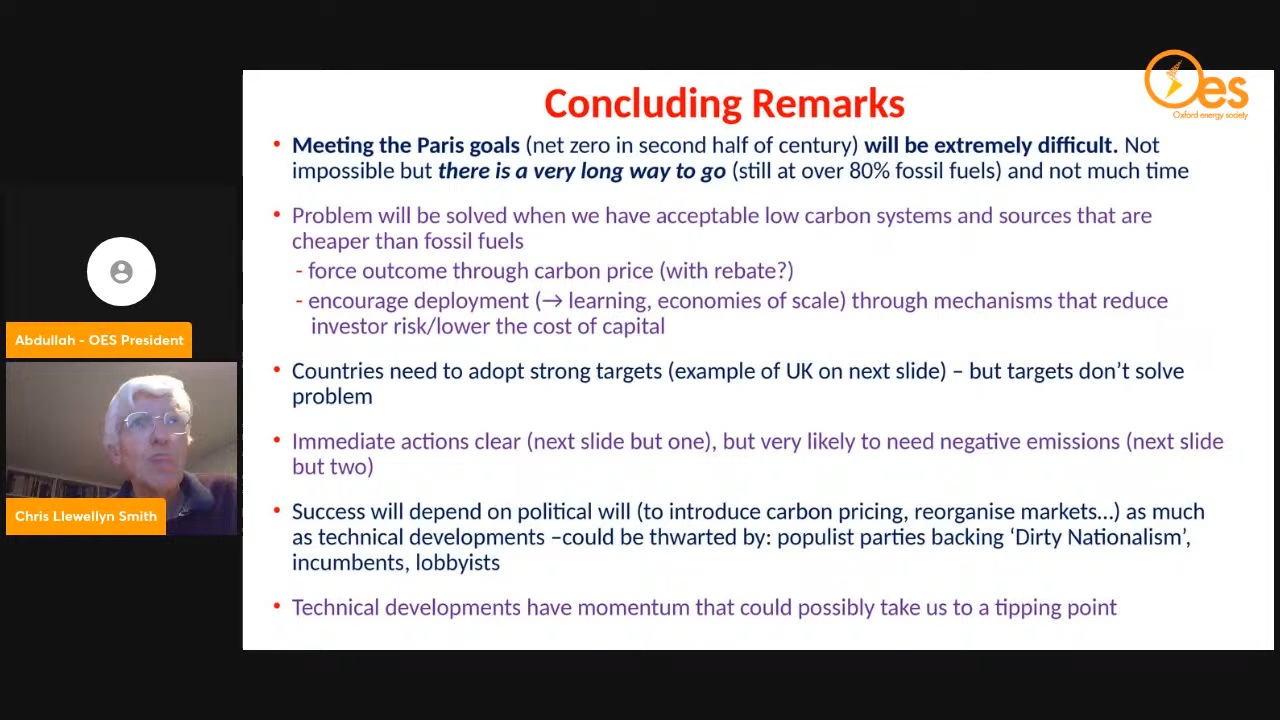 Concluding Remarks
Oes
Oxford energy society
• Meeting the Paris goals (net zero in second half of century) will be extremely difficult. Not
impossible but there is a very long way to go (still at over 80% fossil fuels) and not much time
• Problem will be solved when we have acceptable low carbon systems and sources that are
cheaper than fossil fuels
- force outcome through carbon price (with rebate?)
- encourage deployment (→ learning, economies of scale) through mechanisms that reduce
investor risk/lower the cost of capital
• Countries need to adopt strong targets (example of UK on next slide) – but targets don’t solve
problem
• Immediate actions clear (next slide but one), but very likely to need negative emissions (next slide
but two)
• Success will depend on political will (to introduce carbon pricing, reorganise markets...) as much
as technical developments –could be thwarted by: populist parties backing ‘Dirty Nationalism’,
incumbents, lobbyists
• Technical developments have momentum that could possibly take us to a tipping point
Abdullah - OES President
Chris Llewellyn Smith